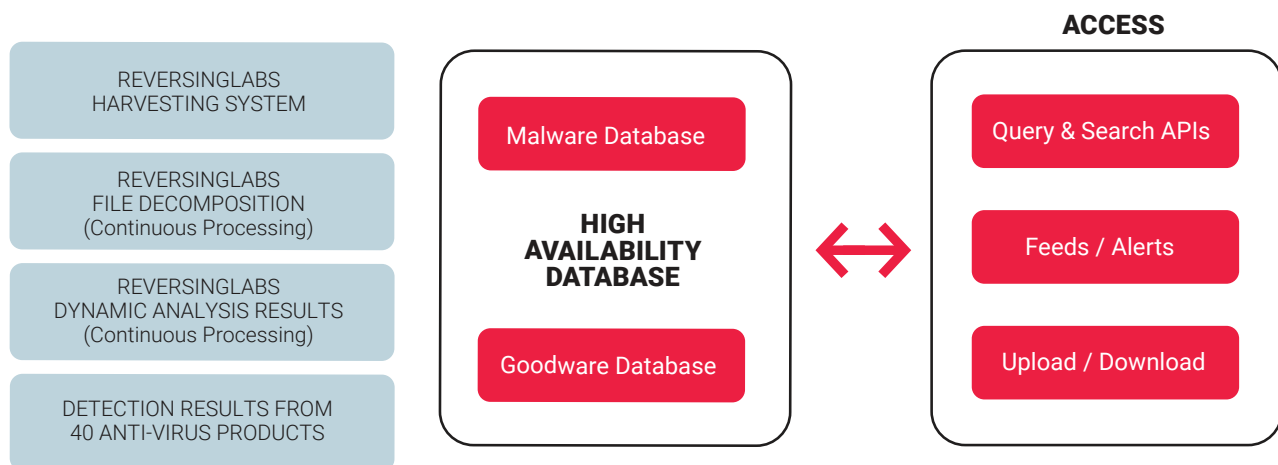 REVERSINGLABS
HARVESTING SYSTEM
REVERSINGLABS
FILE DECOMPOSITION
(Continuous Processing)
REVERSINGLABS
DYNAMIC ANALYSIS RESULTS
(Continuous Processing)
DETECTION RESULTS FROM
40 ANTI-VIRUS PRODUCTS
Malware Database
HIGH
AVAILABILITY
DATABASE
Goodware Database
ACCESS
Query & Search APIs
Feeds / Alerts
Upload / Download